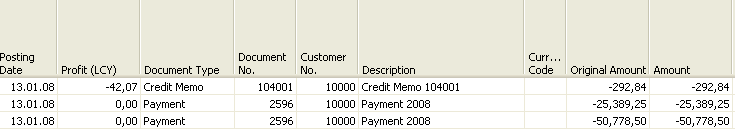 Posting Date Profit (LCY) Document Type Document No. Customer No. Description Curr... Code Original Amount Amount
13.01.08 -42,07 Credit Memo 104001 10000 Credit Memo 104001 -292,84 -292,84
13.01.08 0,00 Payment 2596 10000 Payment 2008 -25,389,25 -25,389,25
13.01.08 0,00 Payment 2596 10000 Payment 2008 -50,778,50 -50,778,50